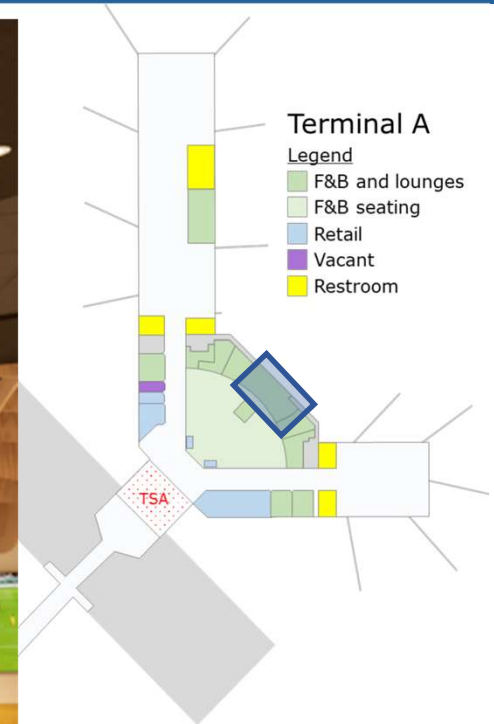 Terminal A
Legend
F&B and lounges
F&B seating
Retail
Vacant
Restroom
TSA